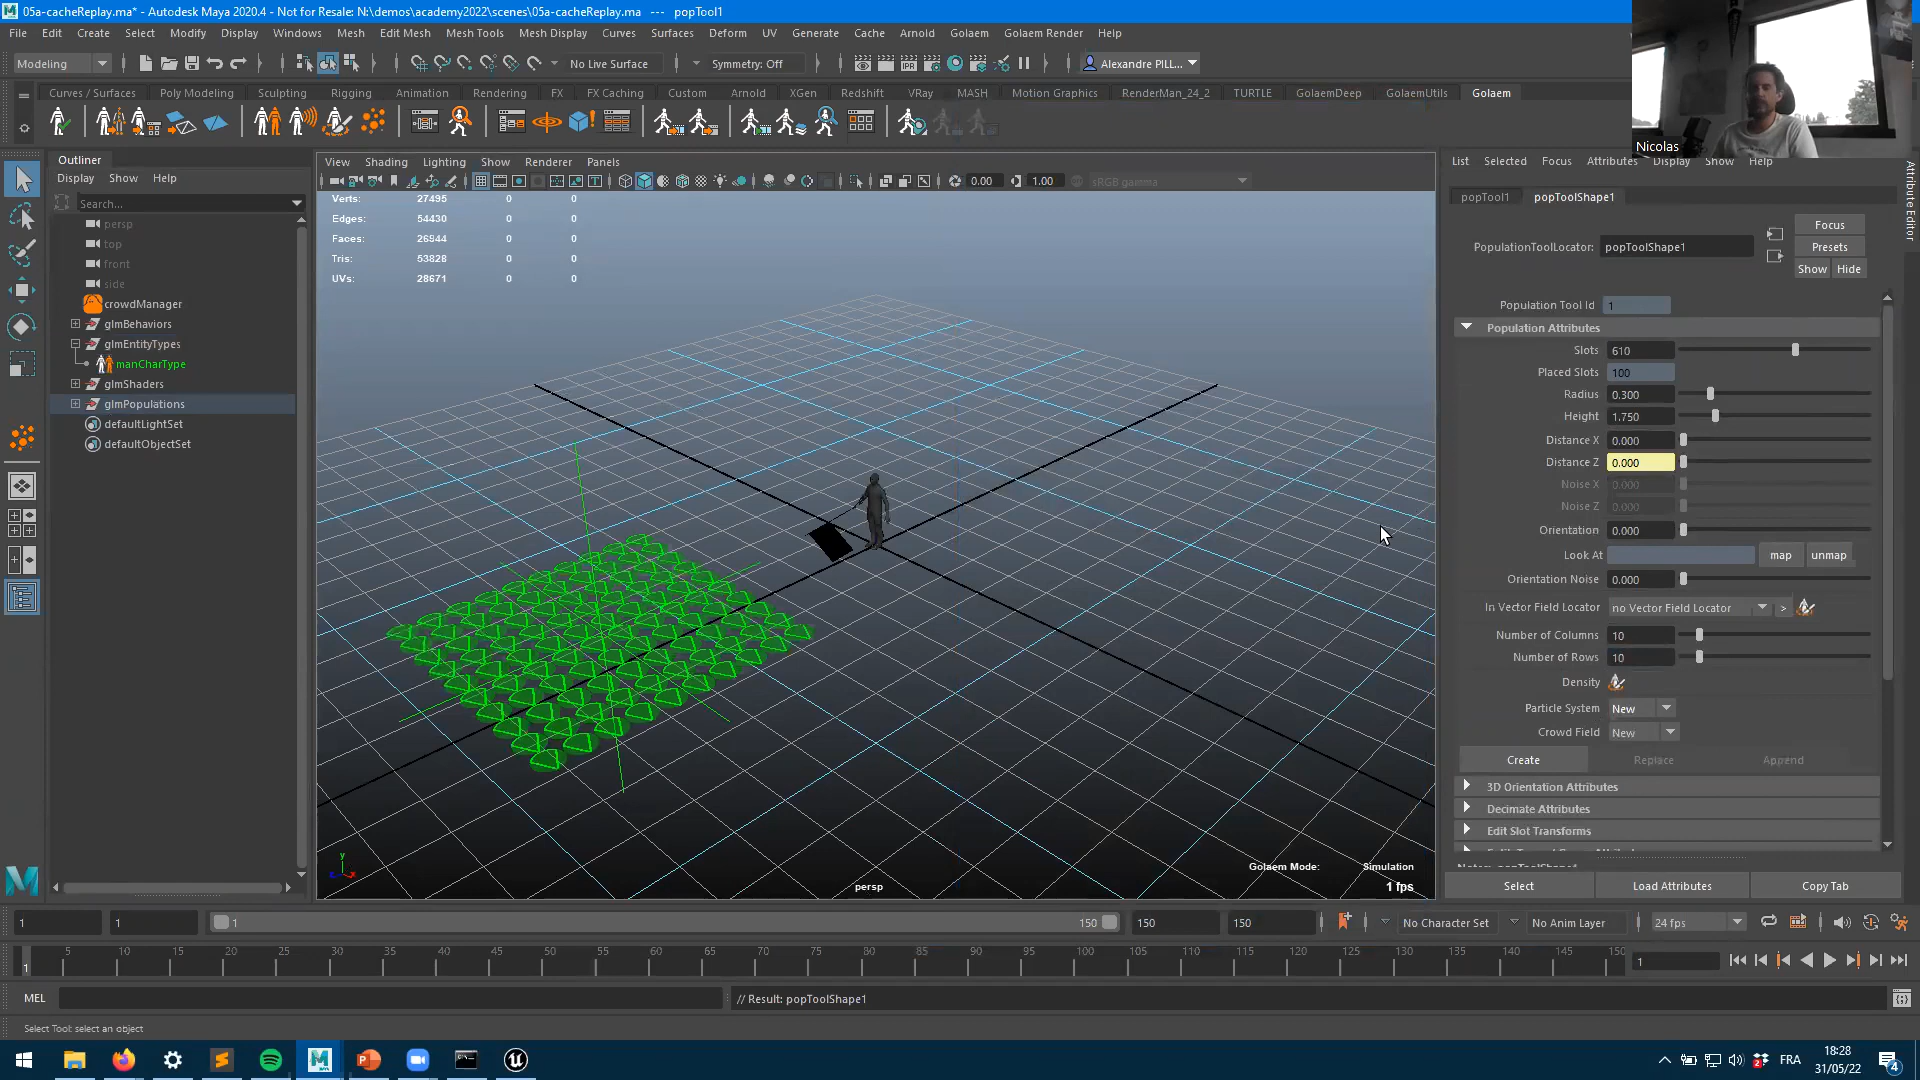 05a-cacheReplay.ma* - Autodesk Maya 2020.4 - Not for Resale: N:\demos\academy2022\scenes\05a-cacheReplay.ma --- popTool1
File Edit Create Select Modify Display Windows Mesh Edit Mesh Mesh Tools Mesh Display Curves Surfaces Deform UV Generate Cache Arnold Golaem Golaem Render Help
Modeling No Live Surface Symmetry: Off Alexandre PILL...
Curves / Surfaces Poly Modeling Sculpting Rigging Animation Rendering FX FX Caching Custom Arnold XGen Redshift VRay MASH Motion Graphics RenderMan_24_2 TURTLE GolaemDeep GolaemUtils Golaem
Nicolas
Outliner
Display Show Help
Search...
persp
top
front
side
crowdManager
glmBehaviors
glmEntityTypes
manCharType
glmShaders
glmPopulations
defaultLightSet
defaultObjectSet
View Shading Lighting Show Renderer Panels
0.00 1.00 sRGB gamma
Verts: 27495 0 0
Edges: 54430 0 0
Faces: 26944 0 0
Tris: 53828 0 0
UVs: 28671 0 0
Golaem Mode: Simulation
1 fps
persp
y
List Selected Focus Attributes Display Show Help
Attribute Editor
popTool1 popToolShape1
Focus
PopulationToolLocator: popToolShape1
Presets
Show Hide
Population Tool Id 1
Population Attributes
Slots 610
Placed Slots 100
Radius 0.300
Height 1.750
Distance X 0.000
Distance Z 0.000
Noise X 0.000
Noise Z 0.000
Orientation 0.000
Look At map unmap
Orientation Noise 0.000
In Vector Field Locator no Vector Field Locator >
Number of Columns 10
Number of Rows 10
Density
Particle System New
Crowd Field New
Create Replace Append
3D Orientation Attributes
Decimate Attributes
Edit Slot Transforms
Select Load Attributes Copy Tab
1 1 1 150 150 150 No Character Set No Anim Layer 24 fps
5 10 15 20 25 30 35 40 45 50 55 60 65 70 75 80 85 90 95 100 105 110 115 120 125 130 135 140 145 150
1 1
MEL // Result: popToolShape1
Select Tool: select an object
FRA 18:28
31/05/22
4